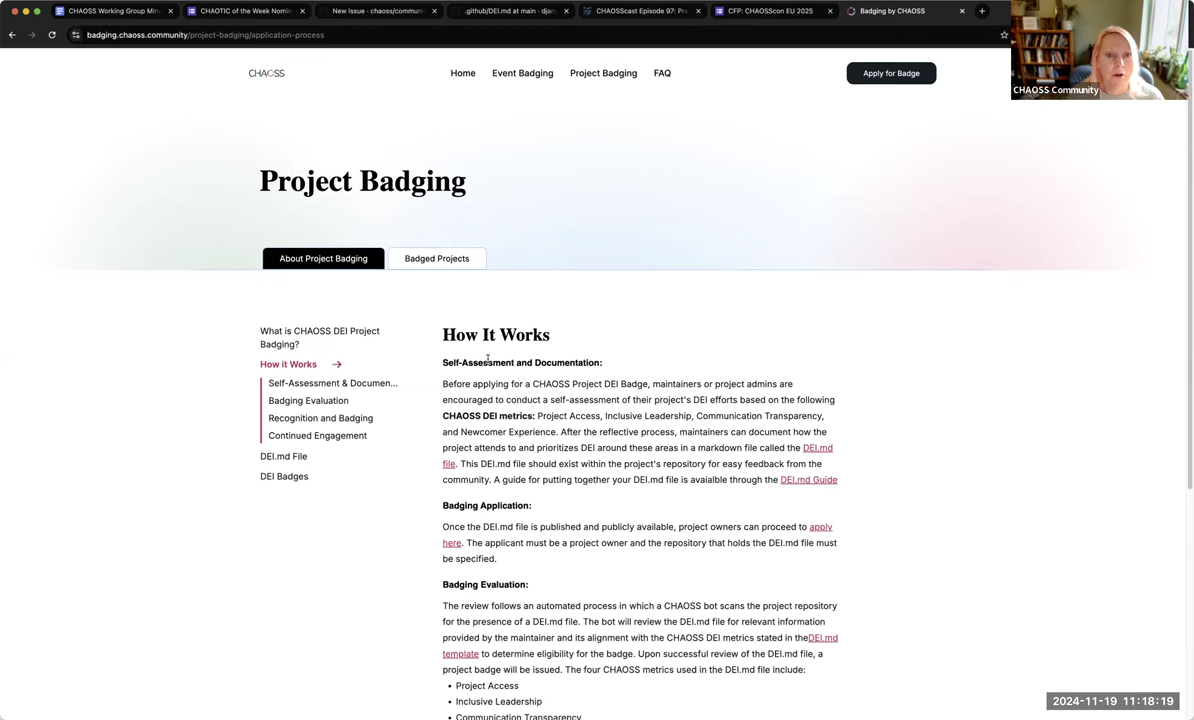 CHAOSS Working Group Min
CHAOTIC of the Week Nomin
New Issue · chaoss/communi
.github/DEI.md at main · djan
CHAOSScast Episode 97: Pra
CFP: CHAOSScon EU 2025
Badging by CHAOSS
badging.chaoss.community/project-badging/application-process
CHAOSS
Home
Event Badging
Project Badging
FAQ
Apply for Badge
CHAOSS Community
Project Badging
About Project Badging
Badged Projects
What is CHAOSS DEI Project
Badging?
How it Works
Self-Assessment & Documen...
Badging Evaluation
Recognition and Badging
Continued Engagement
DEI.md File
DEI Badges
How It Works
Self-Assessment and Documentation:
Before applying for a CHAOSS Project DEI Badge, maintainers or project admins are
encouraged to conduct a self-assessment of their project's DEI efforts based on the following
CHAOSS DEI metrics: Project Access, Inclusive Leadership, Communication Transparency,
and Newcomer Experience. After the reflective process, maintainers can document how the
project attends to and prioritizes DEI around these areas in a markdown file called the DEI.md
file. This DEI.md file should exist within the project's repository for easy feedback from the
community. A guide for putting together your DEI.md file is avaialble through the DEI.md Guide
Badging Application:
Once the DEI.md file is published and publicly available, project owners can proceed to apply
here. The applicant must be a project owner and the repository that holds the DEI.md file must
be specified.
Badging Evaluation:
The review follows an automated process in which a CHAOSS bot scans the project repository
for the presence of a DEI.md file. The bot will review the DEI.md file for relevant information
provided by the maintainer and its alignment with the CHAOSS DEI metrics stated in theDEI.md
template to determine eligibility for the badge. Upon successful review of the DEI.md file, a
project badge will be issued. The four CHAOSS metrics used in the DEI.md file include:
• Project Access
• Inclusive Leadership
• Communication Transparency
2024-11-19 11:18:19